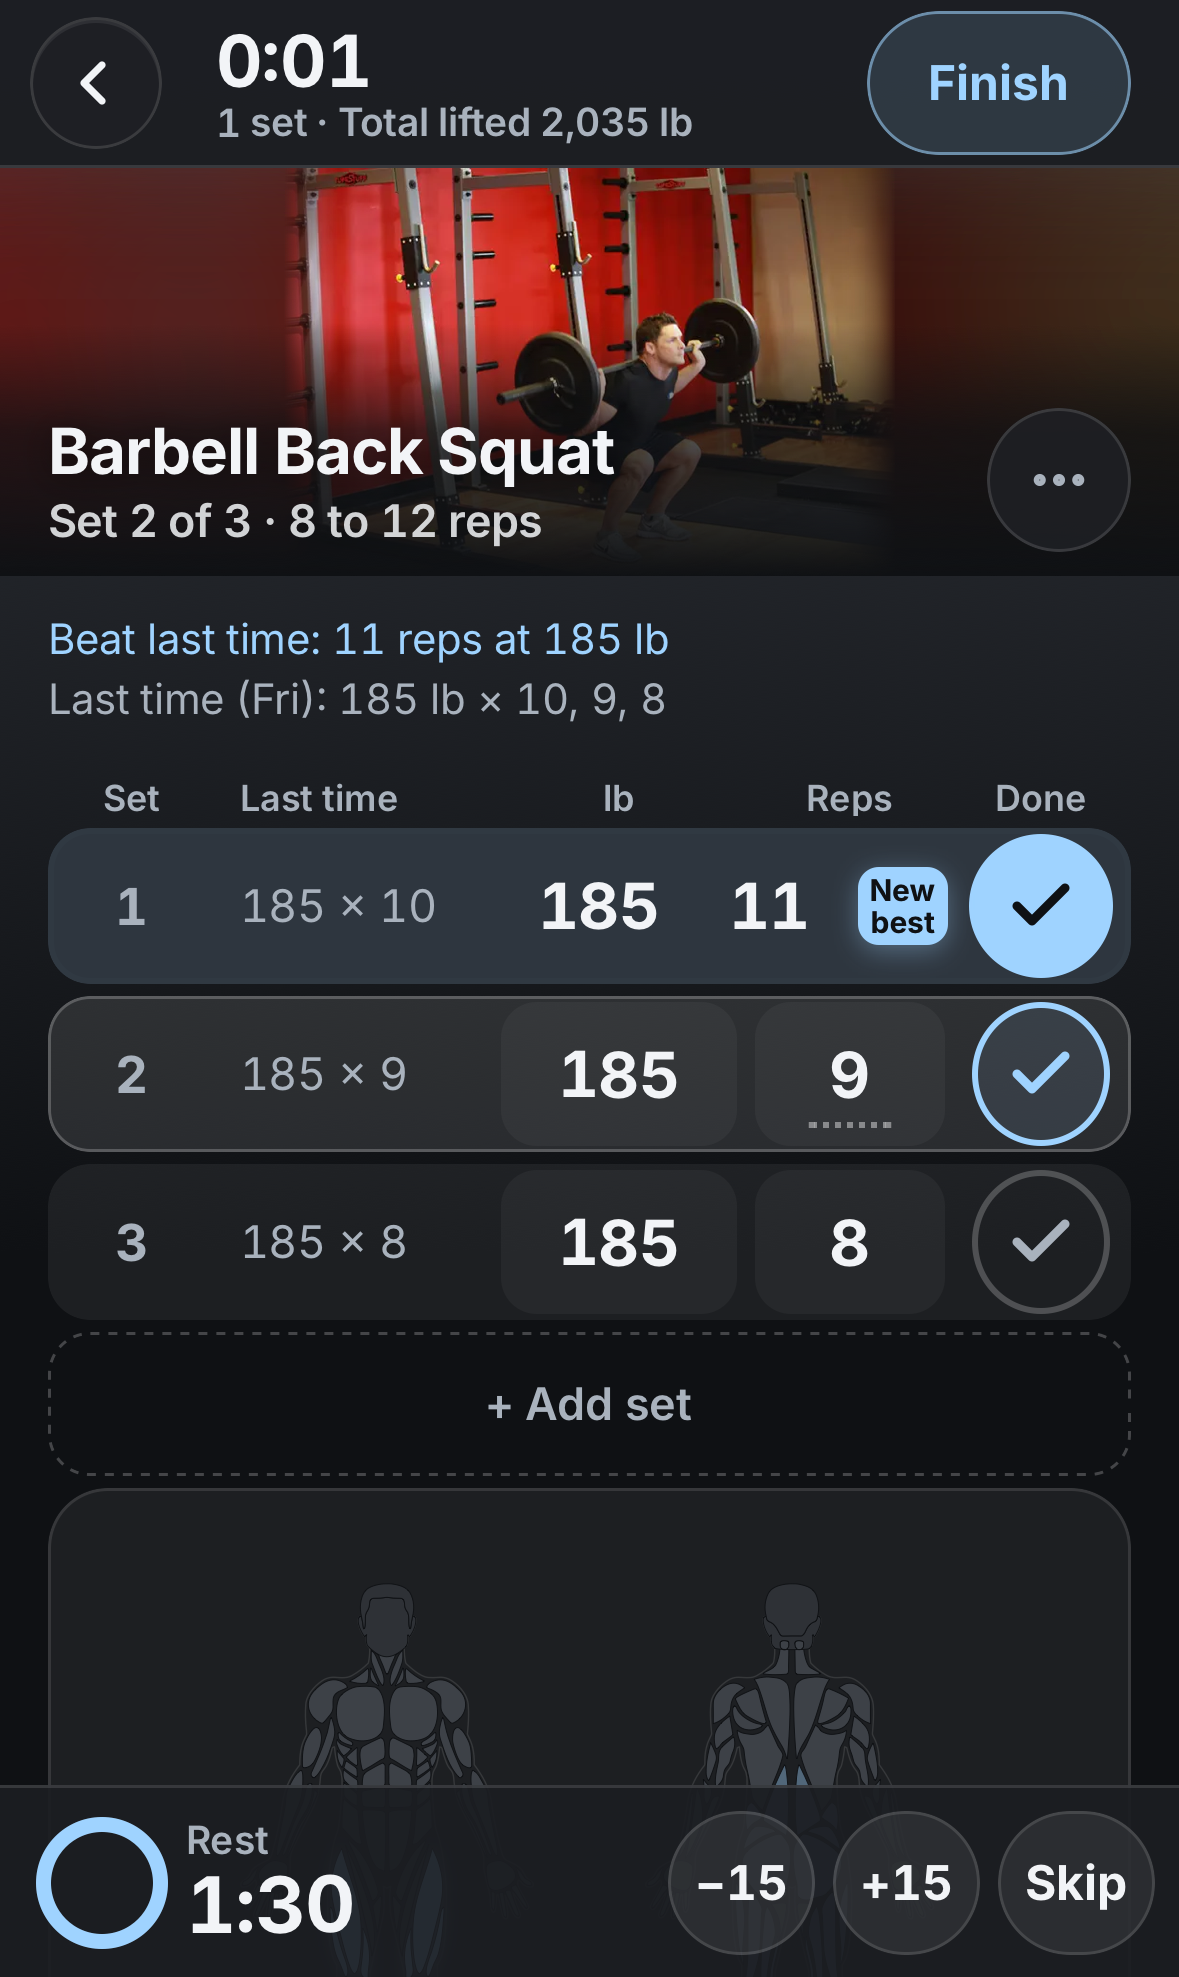 0:01
Finish
1 set · Total lifted 2,035 lb
Barbell Back Squat
Set 2 of 3 · 8 to 12 reps
Beat last time: 11 reps at 185 lb
Last time (Fri): 185 lb × 10, 9, 8
Set Last time lb Reps Done
1 185 × 10 185 11 New best
2 185 × 9 185 9
3 185 × 8 185 8
+ Add set
Rest
1:30
−15 +15 Skip